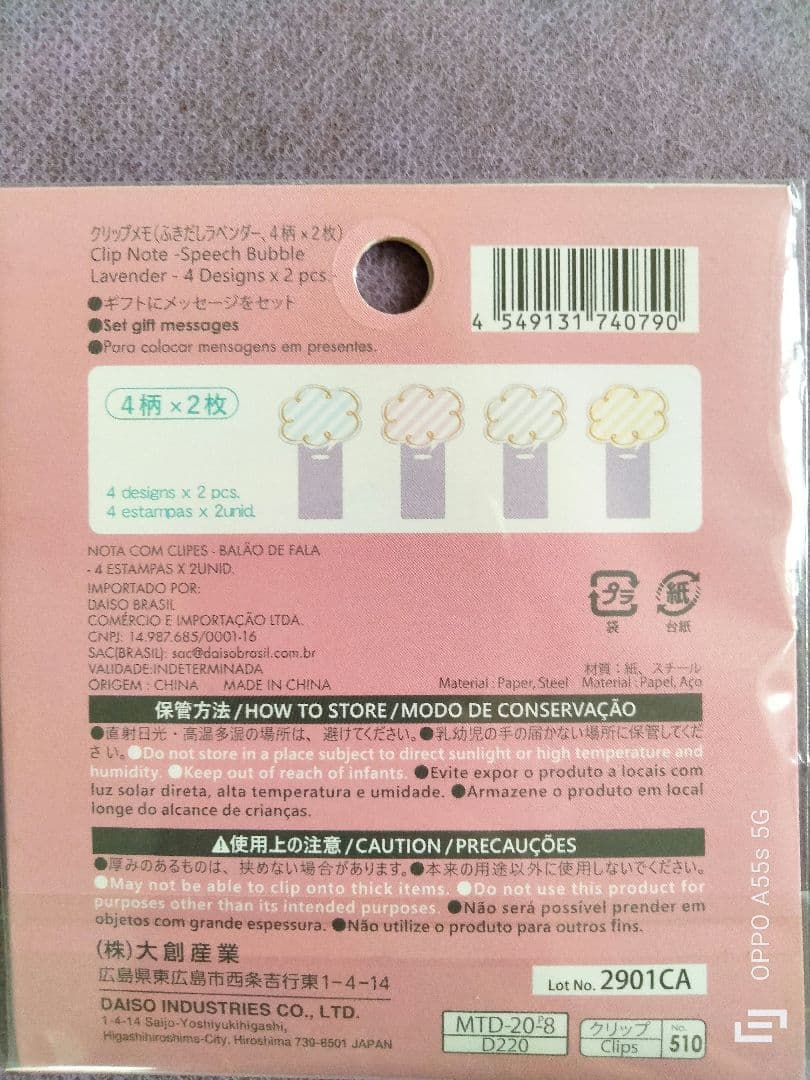 クリップメモ(ふきだしラベンダー、4柄×2枚)
Clip Note -Speech Bubble
Lavender - 4 Designs x 2 pcs.-
●ギフトにメッセージをセット
●Set gift messages
●Para colocar mensagens em presentes.
4 549131 740790
4柄×2枚
4 designs x 2 pcs.
4 estampas x 2unid.
NOTA COM CLIPES - BALÃO DE FALA
- 4 ESTAMPAS X 2UNID.
IMPORTADO POR:
DAISO BRASIL
COMÉRCIO E IMPORTAÇÃO LTDA.
CNPJ: 14.987.685/0001-16
SAC(BRASIL): sac@daisobrasil.com.br
VALIDADE:INDETERMINADA
ORIGEM : CHINA MADE IN CHINA
プラ
袋
紙
台紙
材質:紙、スチール
Material : Paper, Steel Material : Papel, Aço
保管方法/HOW TO STORE/MODO DE CONSERVAÇÃO
●直射日光・高温多湿の場所は、避けてください。●乳幼児の手の届かない場所に保管してくだ
さい。●Do not store in a place subject to direct sunlight or high temperature and
humidity. ●Keep out of reach of infants. ●Evite expor o produto a locais com
luz solar direta, alta temperatura e umidade. ●Armazene o produto em local
longe do alcance de crianças.
⚠使用上の注意/CAUTION/PRECAUÇÕES
●厚みのあるものは、挟めない場合があります。●本来の用途以外に使用しないでください。
●May not be able to clip onto thick items. ●Do not use this product for
purposes other than its intended purposes. ●Não será possível prender em
objetos com grande espessura. ●Não utilize o produto para outros fins.
(株)大創産業
広島県東広島市西条吉行東1-4-14
DAISO INDUSTRIES CO., LTD.
1-4-14 Saijo-Yoshiyukihigashi,
Higashihiroshima-City, Hiroshima 739-8501 JAPAN
Lot No. 2901CA
MTD-20-P8
D220
クリップ
Clips
No.
510
OPPO A55s 5G